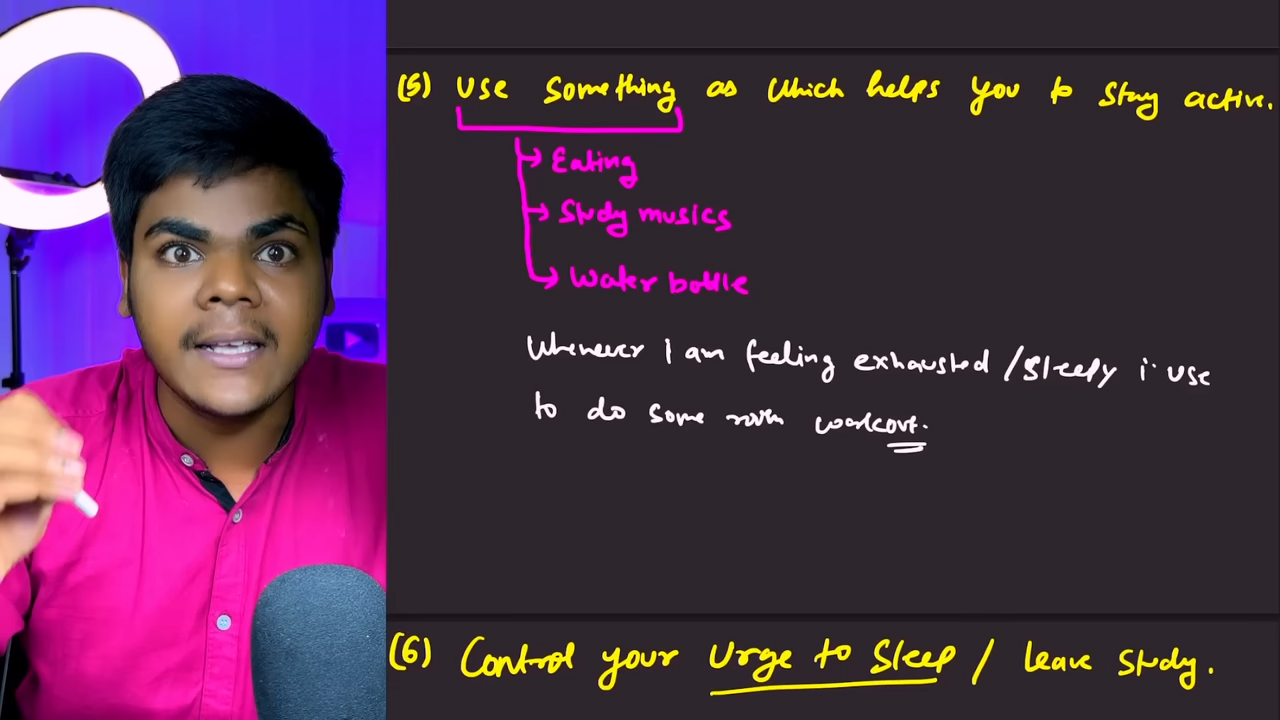 (5) Use Something as which helps you to stay active.
→ Eating
→ Study musics
→ Water bottle
Whenever I am feeling exhausted / sleepy i use
to do some room workout.
(6) Control your Urge to Sleep / leave study.